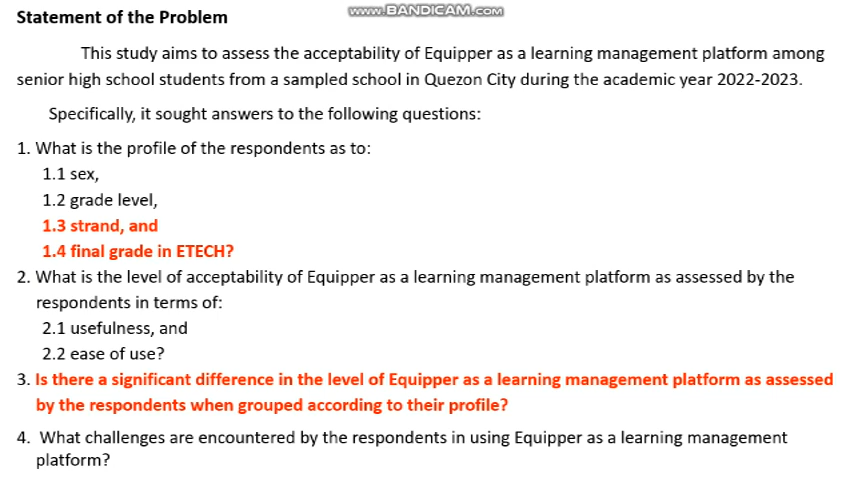 www.BANDICAM.com
Statement of the Problem
This study aims to assess the acceptability of Equipper as a learning management platform among
senior high school students from a sampled school in Quezon City during the academic year 2022-2023.
Specifically, it sought answers to the following questions:
1. What is the profile of the respondents as to:
1.1 sex,
1.2 grade level,
1.3 strand, and
1.4 final grade in ETECH?
2. What is the level of acceptability of Equipper as a learning management platform as assessed by the
respondents in terms of:
2.1 usefulness, and
2.2 ease of use?
3. Is there a significant difference in the level of Equipper as a learning management platform as assessed
by the respondents when grouped according to their profile?
4. What challenges are encountered by the respondents in using Equipper as a learning management
platform?